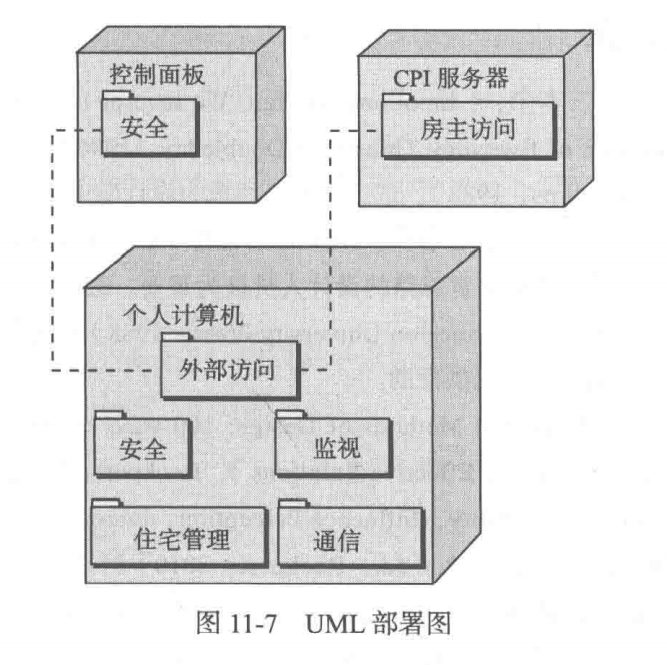 控制面板
安全
CPI 服务器
房主访问
个人计算机
外部访问
安全
监视
住宅管理
通信
图 11-7 UML 部署图